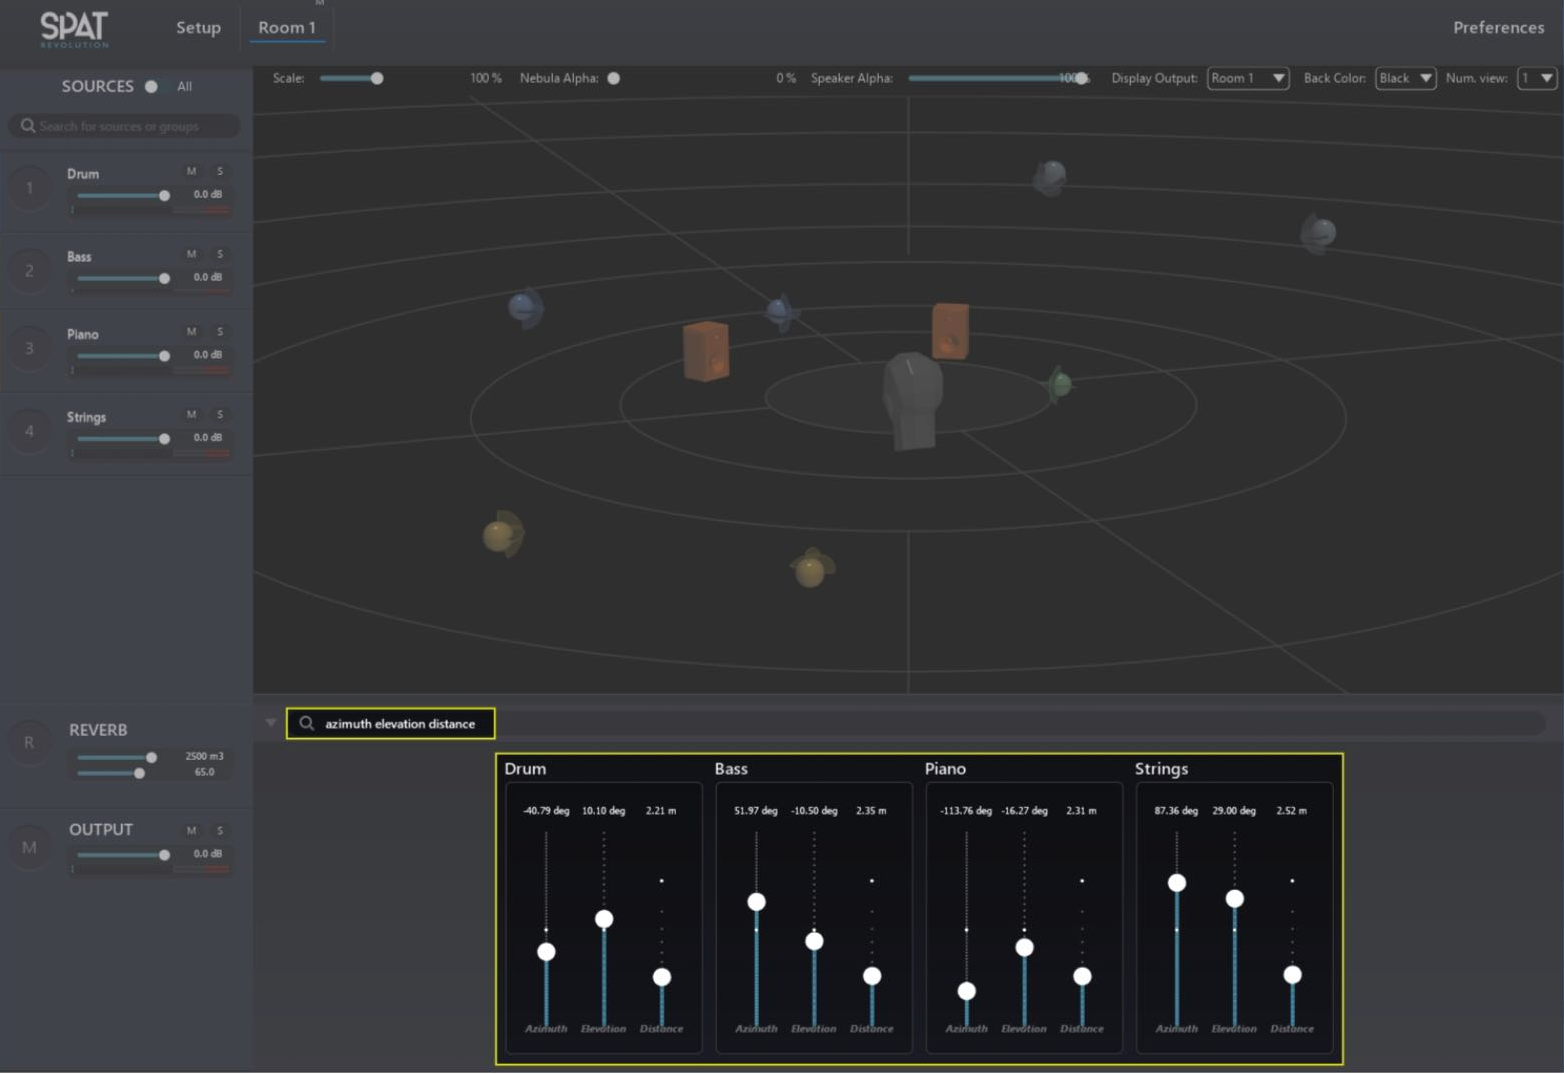 M
SPAT
REVOLUTION
Setup
Room 1
Preferences
SOURCES
All
Scale:
100 %
Nebula Alpha:
0 %
Speaker Alpha:
100%
Display Output:
Room 1
Back Color:
Black
Num. view:
1
Search for sources or groups
1
Drum
M
S
0.0 dB
2
Bass
M
S
0.0 dB
3
Piano
M
S
0.0 dB
4
Strings
M
S
0.0 dB
R
REVERB
2500 m3
65.0
M
OUTPUT
M
S
0.0 dB
azimuth elevation distance
Drum
-40.79 deg
10.10 deg
2.21 m
Azimuth
Elevation
Distance
Bass
51.97 deg
-10.50 deg
2.35 m
Azimuth
Elevation
Distance
Piano
-113.76 deg
-16.27 deg
2.31 m
Azimuth
Elevation
Distance
Strings
87.36 deg
29.00 deg
2.52 m
Azimuth
Elevation
Distance